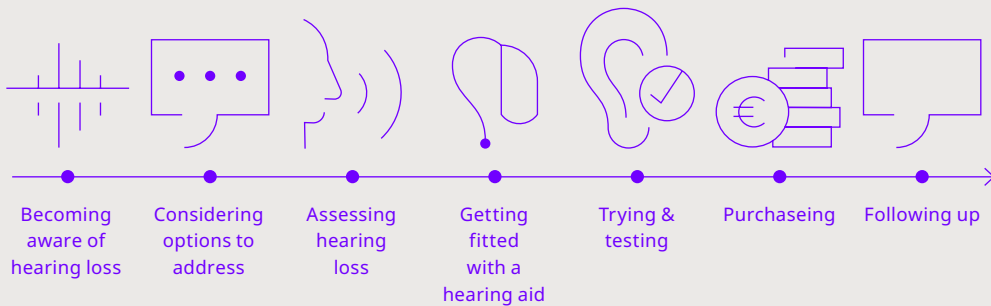 Becoming
aware of
hearing loss
Considering
options to
address
Assessing
hearing
loss
Getting
fitted
with a
hearing aid
Trying &
testing
Purchaseing
Following up